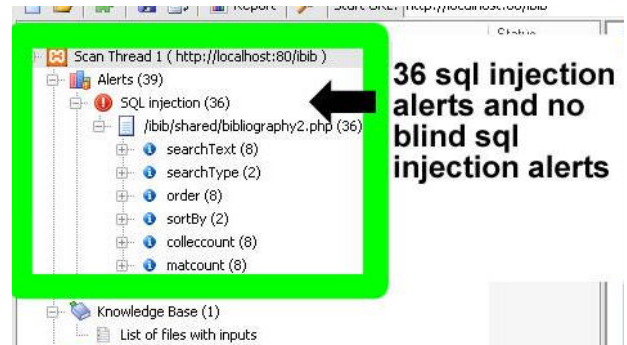 Report
Start URL: http://localhost:80/ibib
Status
Scan Thread 1 ( http://localhost:80/ibib )
Alerts (39)
SQL injection (36)
/ibib/shared/bibliography2.php (36)
searchText (8)
searchType (2)
order (8)
sortBy (2)
colleccount (8)
matcount (8)
Knowledge Base (1)
List of files with inputs
36 sql injection
alerts and no
blind sql
injection alerts